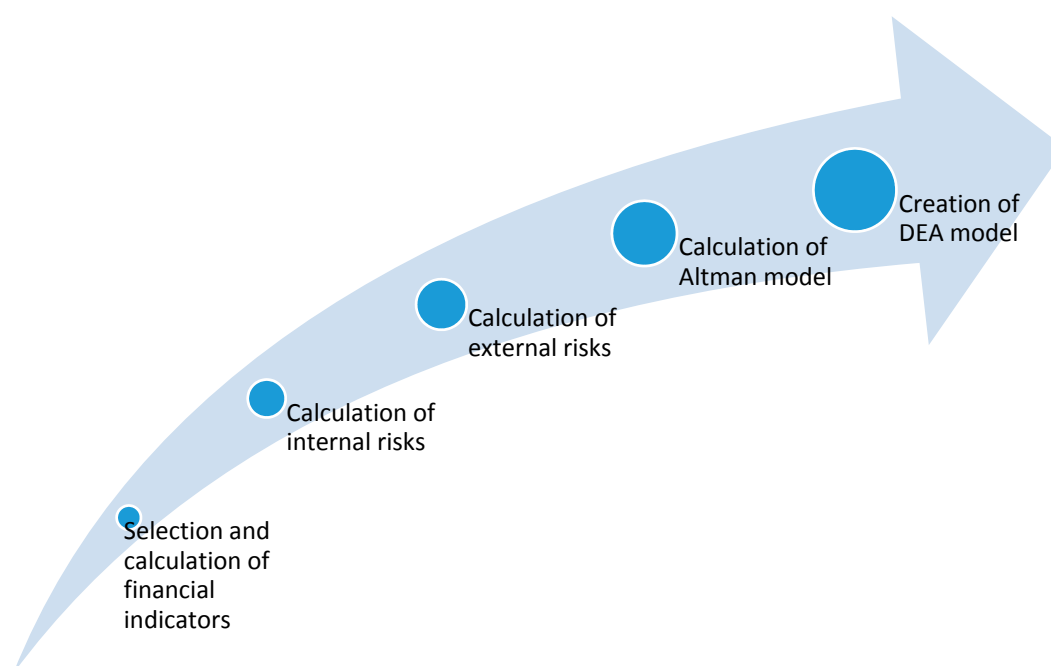 Selection and
calculation of
financial
indicators
Calculation of
internal risks
Calculation of
external risks
Calculation of
Altman model
Creation of
DEA model